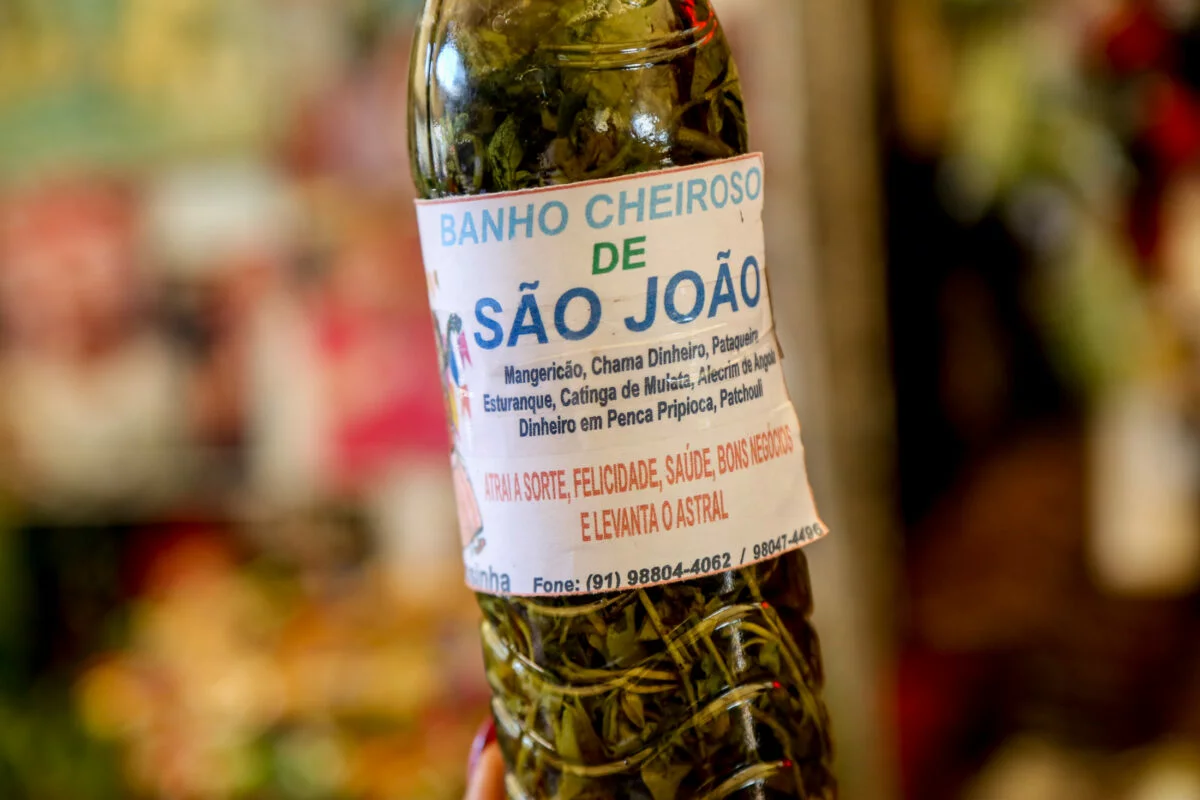 BANHO CHEIROSO
DE
SÃO JOÃO
Mangericão, Chama Dinheiro, Pataqueira
Esturanque, Catinga de Mulata, Alecrim de Angola
Dinheiro em Penca Pripioca, Patchouli
ATRAI A SORTE, FELICIDADE, SAÚDE, BONS NEGÓCIOS
E LEVANTA O ASTRAL
Fone: (91) 98804-4062 / 98047-4496